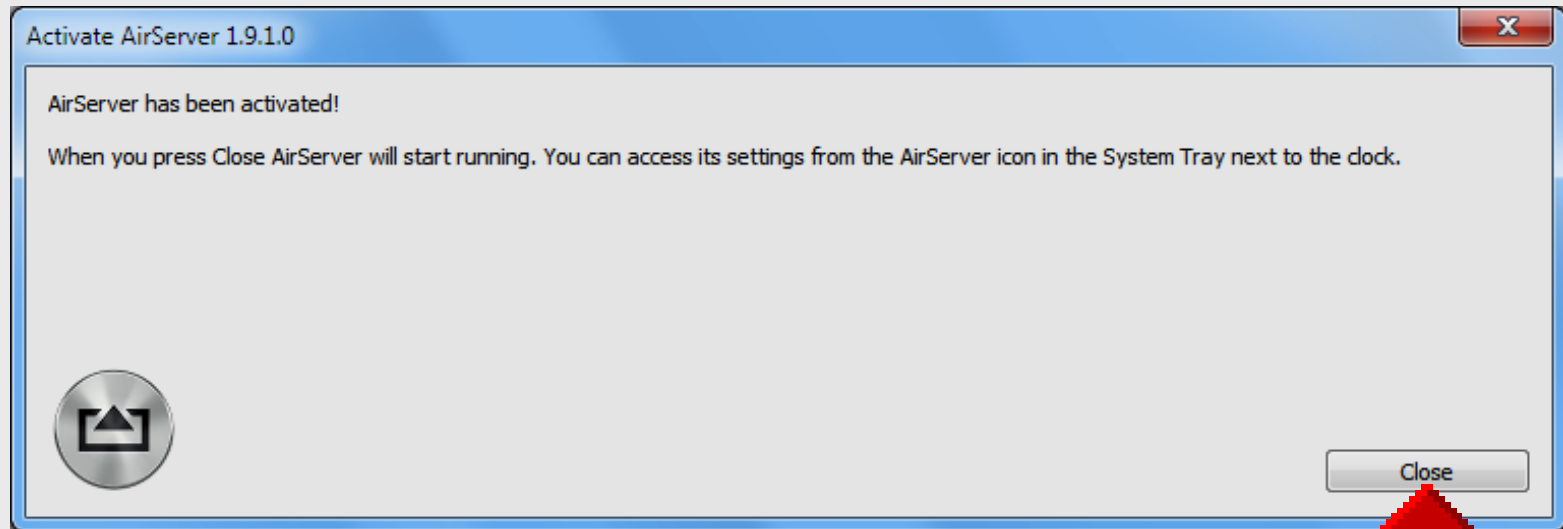 Activate AirServer 1.9.1.0
AirServer has been activated!
When you press Close AirServer will start running. You can access its settings from the AirServer icon in the System Tray next to the clock.
Close